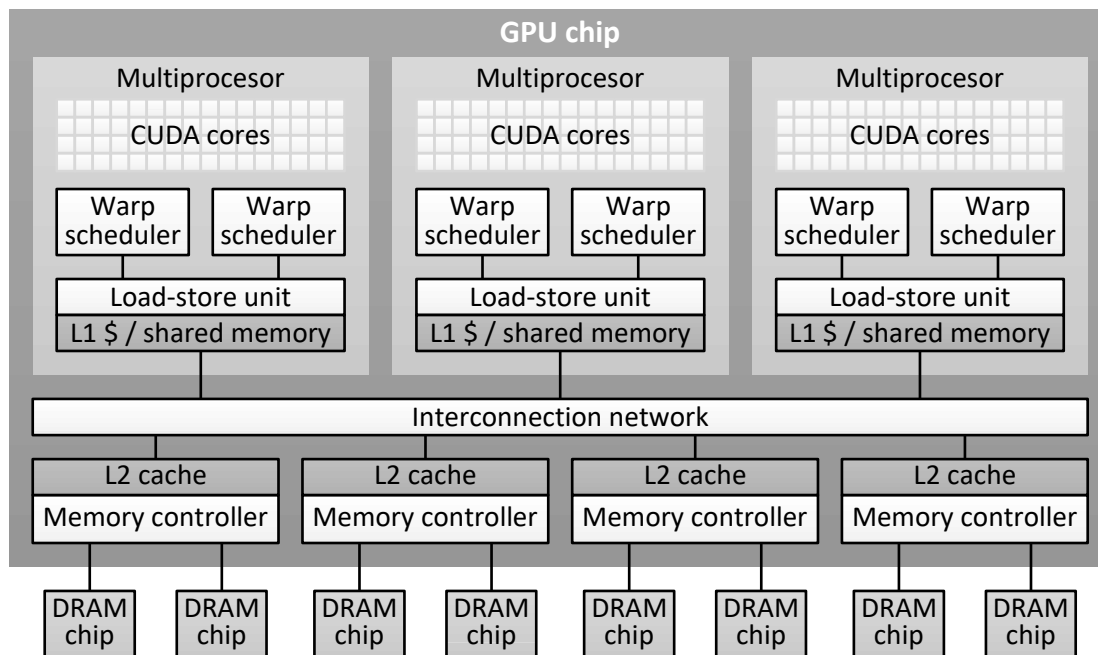 GPU chip
Multiprocesor Multiprocesor Multiprocesor
CUDA cores CUDA cores CUDA cores
Warp Warp Warp Warp Warp Warp
scheduler scheduler scheduler scheduler scheduler scheduler
Load-store unit Load-store unit Load-store unit
L1 $ / shared memory L1 $ / shared memory L1 $ / shared memory
Interconnection network
L2 cache L2 cache L2 cache L2 cache
Memory controller Memory controller Memory controller Memory controller
DRAM DRAM DRAM DRAM DRAM DRAM DRAM DRAM
chip chip chip chip chip chip chip chip